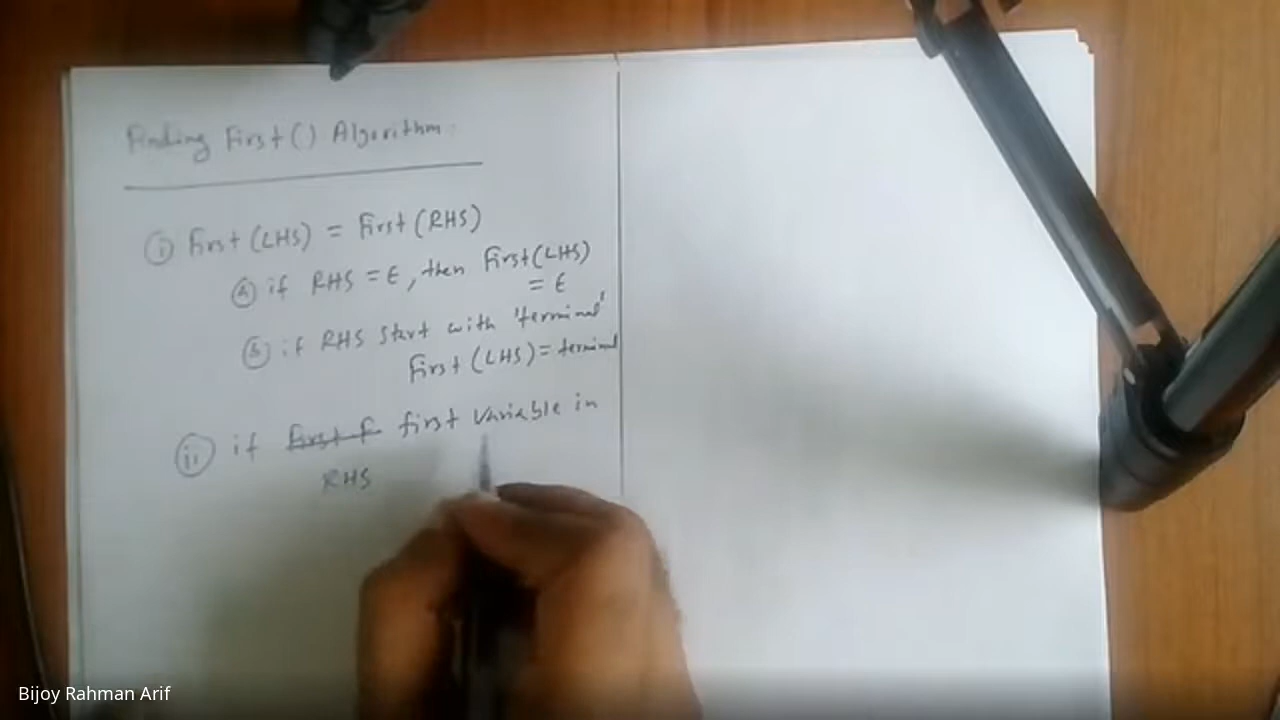 Finding First() Algorithm:
(i) First (LHS) = First (RHS)
(a) if RHS = ϵ, then First(LHS)
= ϵ
(b) if RHS start with 'terminal'
First (LHS) = terminal
(ii) if first f first variable in
RHS
Bijoy Rahman Arif